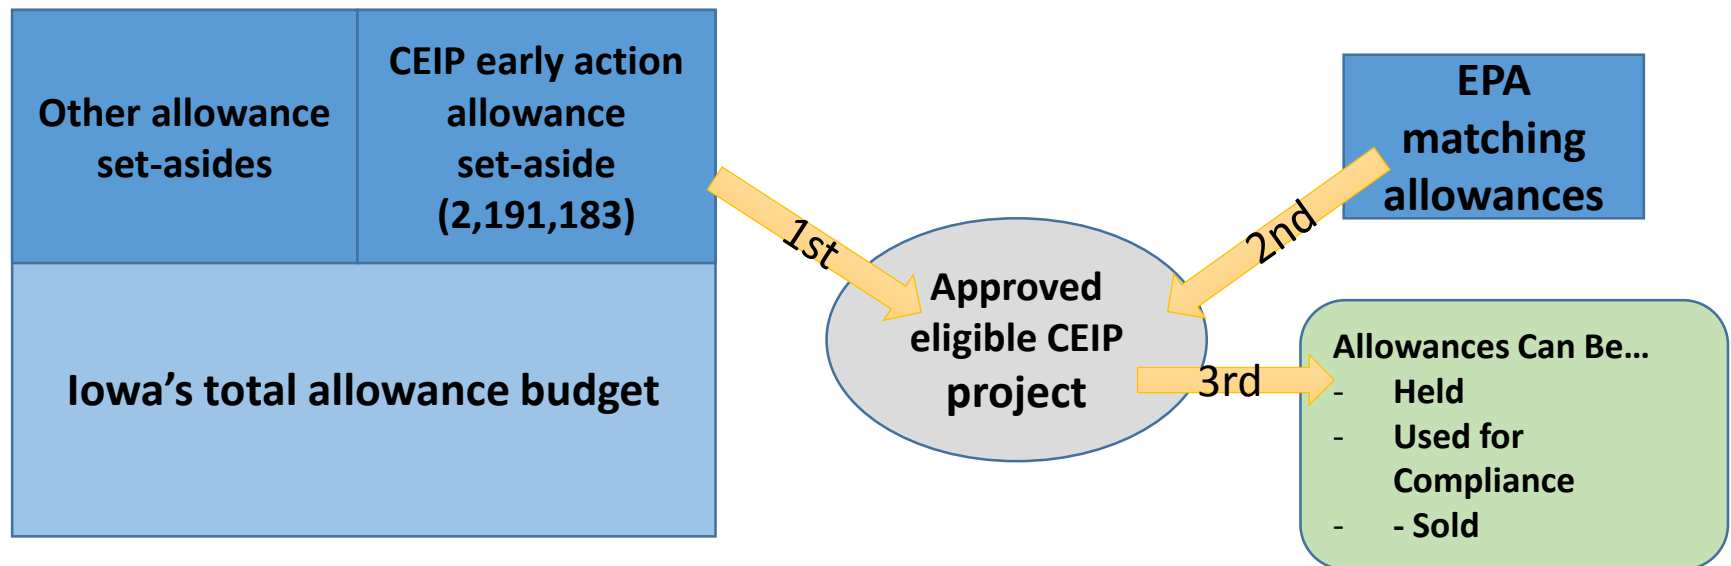 Other allowance
set-asides
CEIP early action
allowance
set-aside
(2,191,183)
Iowa’s total allowance budget
1st
Approved
eligible CEIP
project
2nd
EPA
matching
allowances
3rd
Allowances Can Be…
- Held
- Used for
Compliance
- - Sold